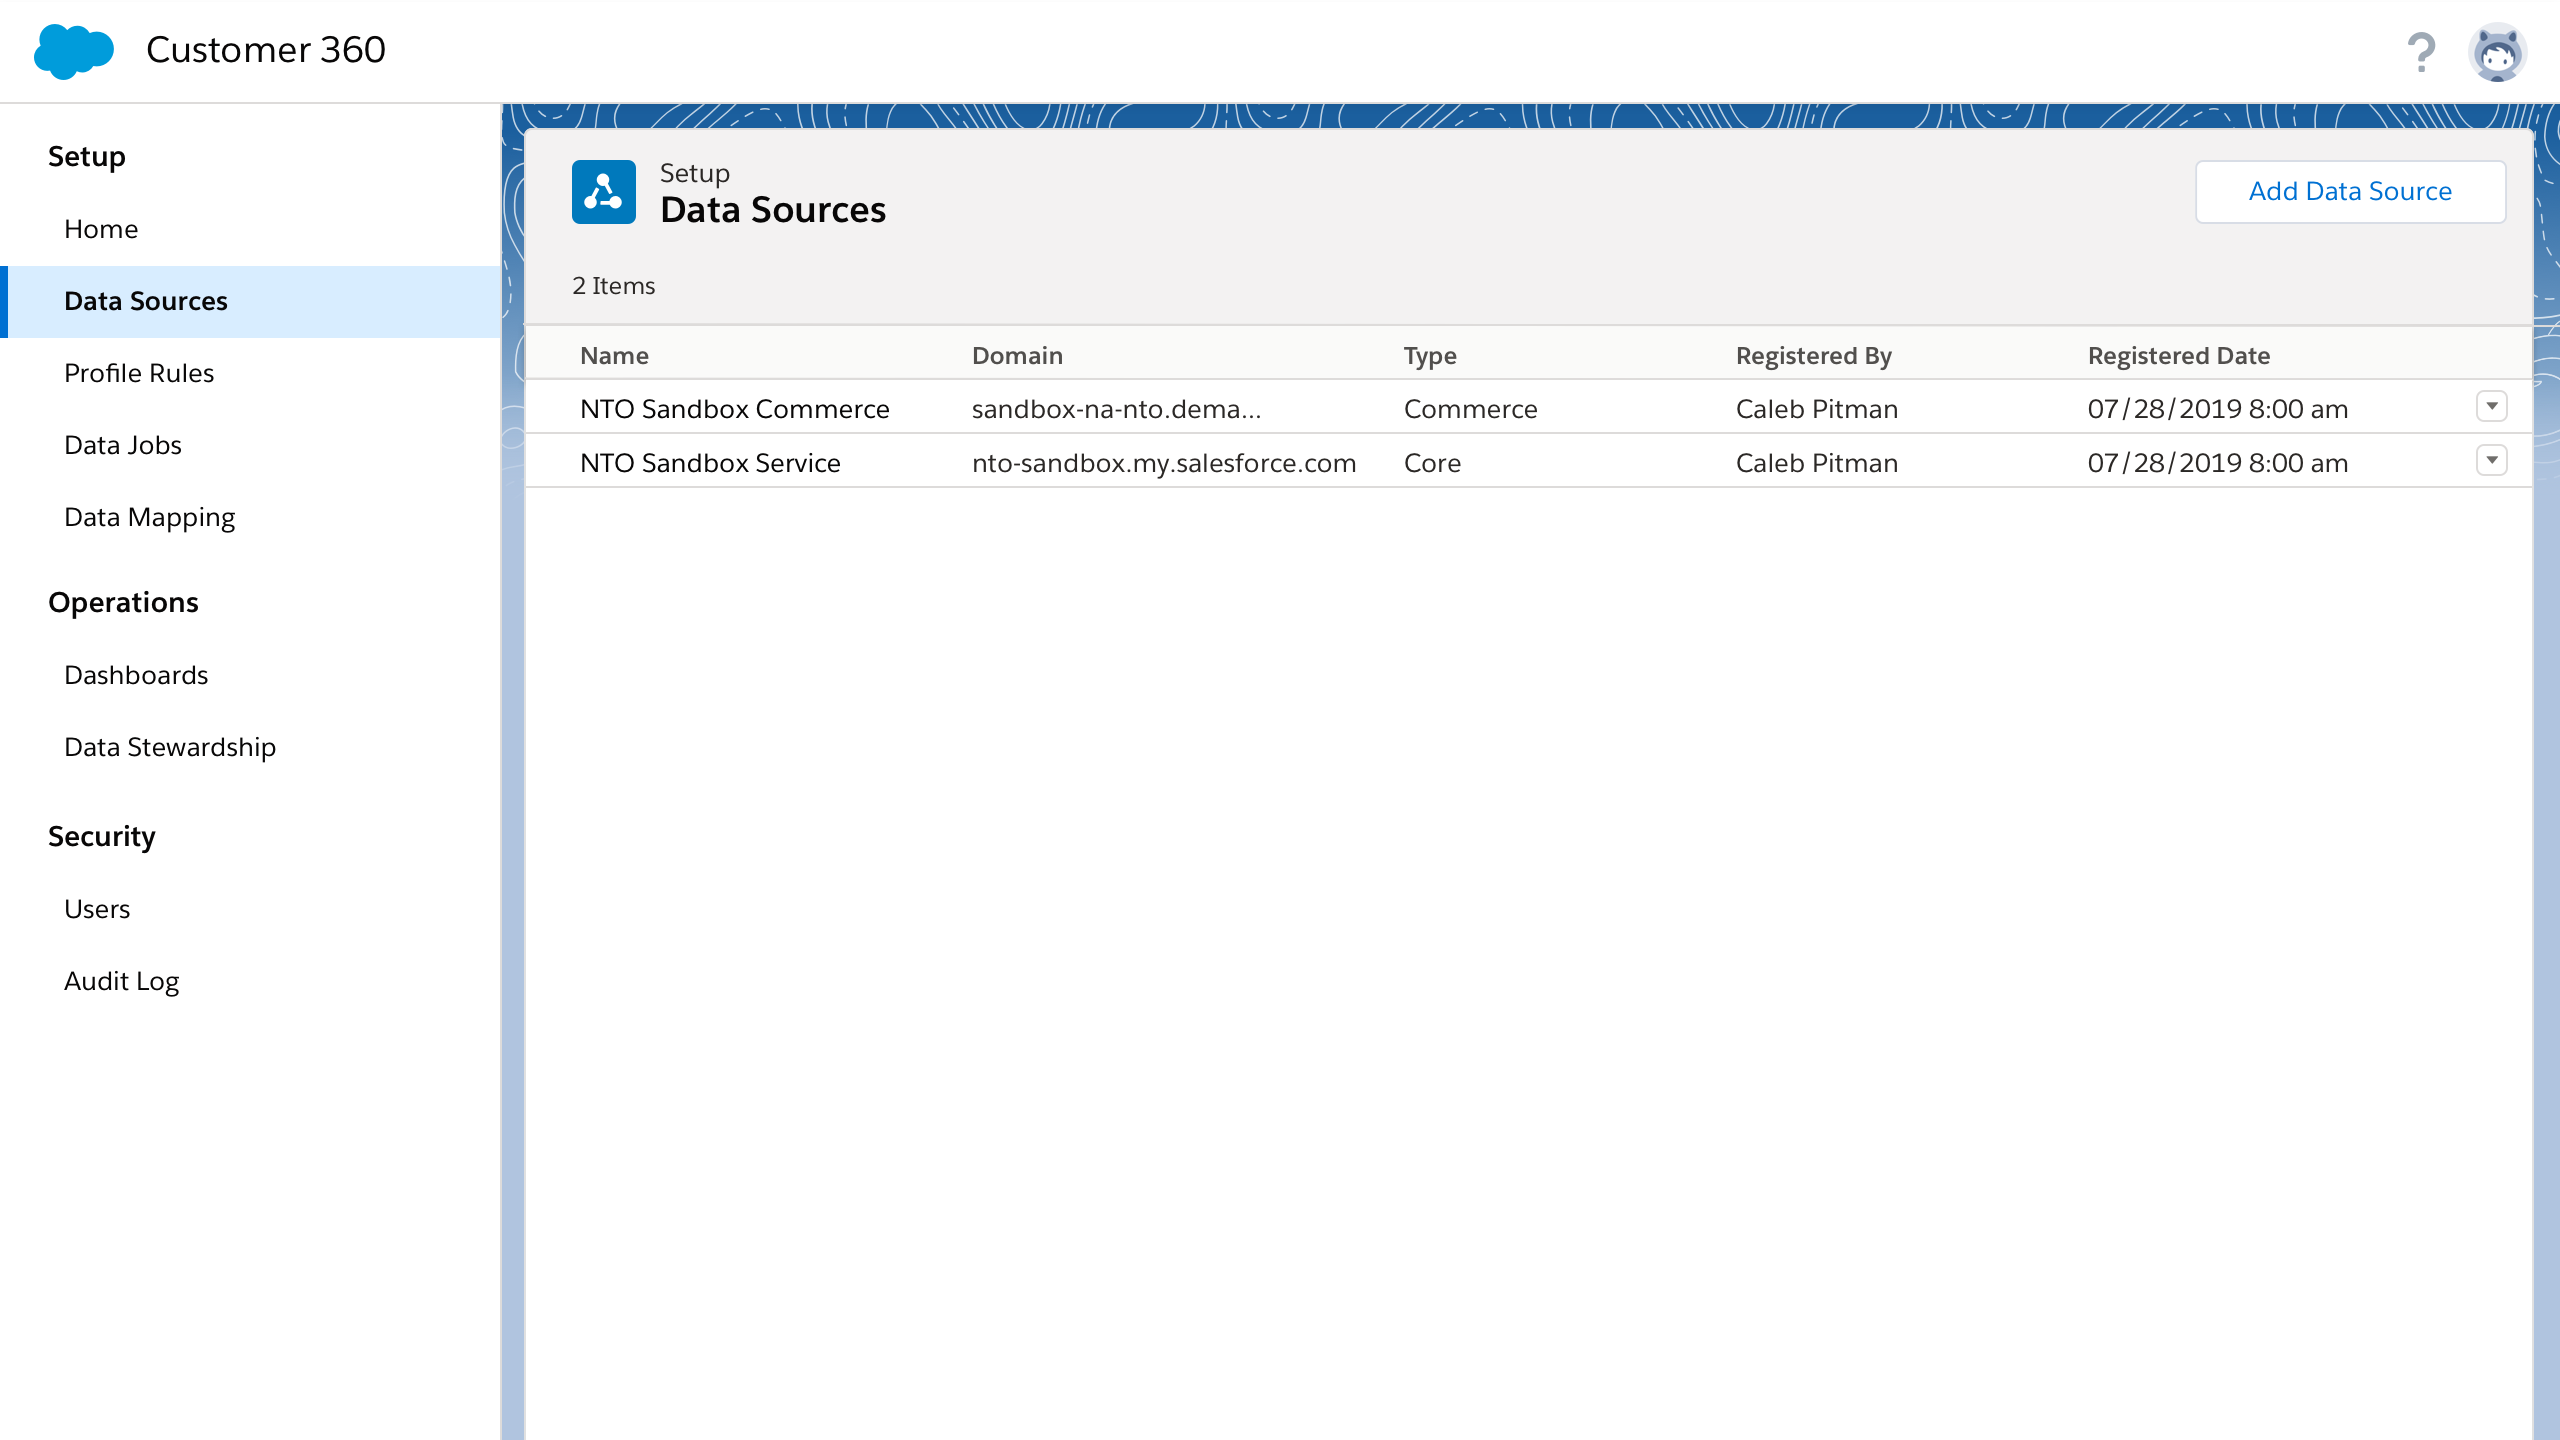 Customer 360
?
Setup
Home
Data Sources
Profile Rules
Data Jobs
Data Mapping
Operations
Dashboards
Data Stewardship
Security
Users
Audit Log
Setup
Data Sources
Add Data Source
2 Items
Name Domain Type Registered By Registered Date
NTO Sandbox Commerce sandbox-na-nto.dema... Commerce Caleb Pitman 07/28/2019 8:00 am
NTO Sandbox Service nto-sandbox.my.salesforce.com Core Caleb Pitman 07/28/2019 8:00 am